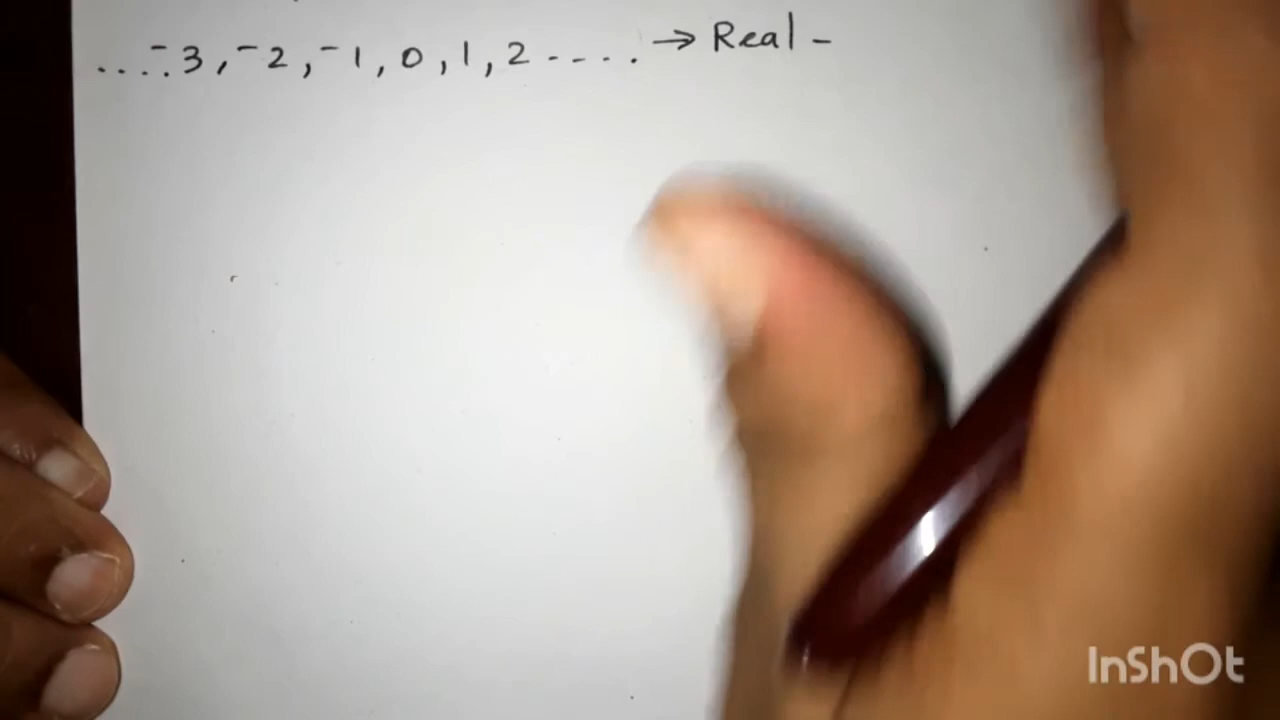 ....-3, -2, -1, 0, 1, 2 ----. → Real -
InShOt